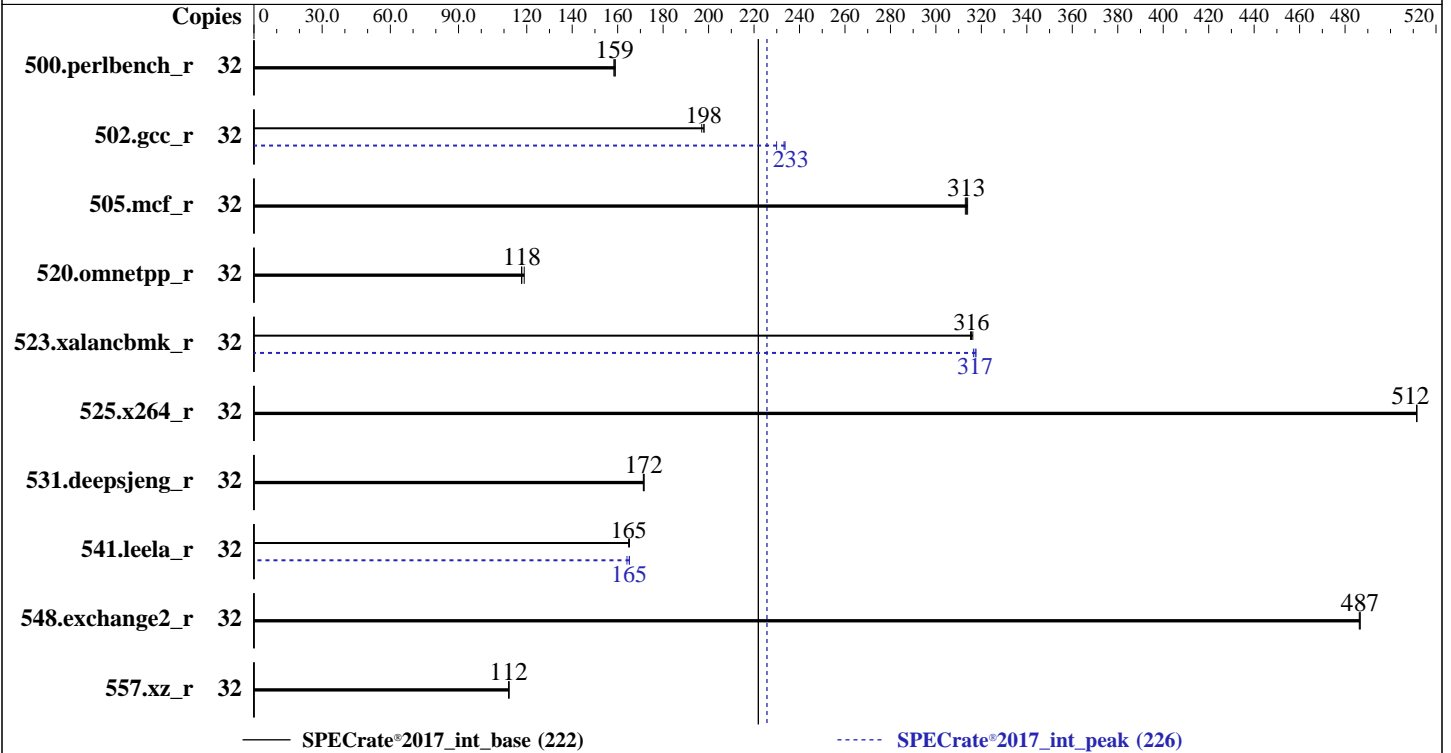 Copies 0 30.0 60.0 90.0 120 140 160 180 200 220 240 260 280 300 320 340 360 380 400 420 440 460 480 520
159
500.perlbench_r 32
198
502.gcc_r 32
233
313
505.mcf_r 32
118
520.omnetpp_r 32
316
523.xalancbmk_r 32
317
512
525.x264_r 32
172
531.deepsjeng_r 32
165
541.leela_r 32
165
487
548.exchange2_r 32
112
557.xz_r 32
SPECrate®2017_int_base (222) SPECrate®2017_int_peak (226)